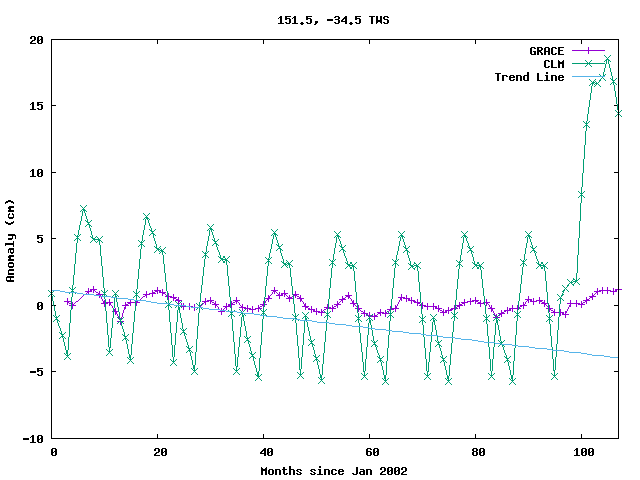 151.5, -34.5 TWS
GRACE
CLM
Trend Line
20
15
10
5
0
-5
-10
Anomaly (cm)
0 20 40 60 80 100
Months since Jan 2002